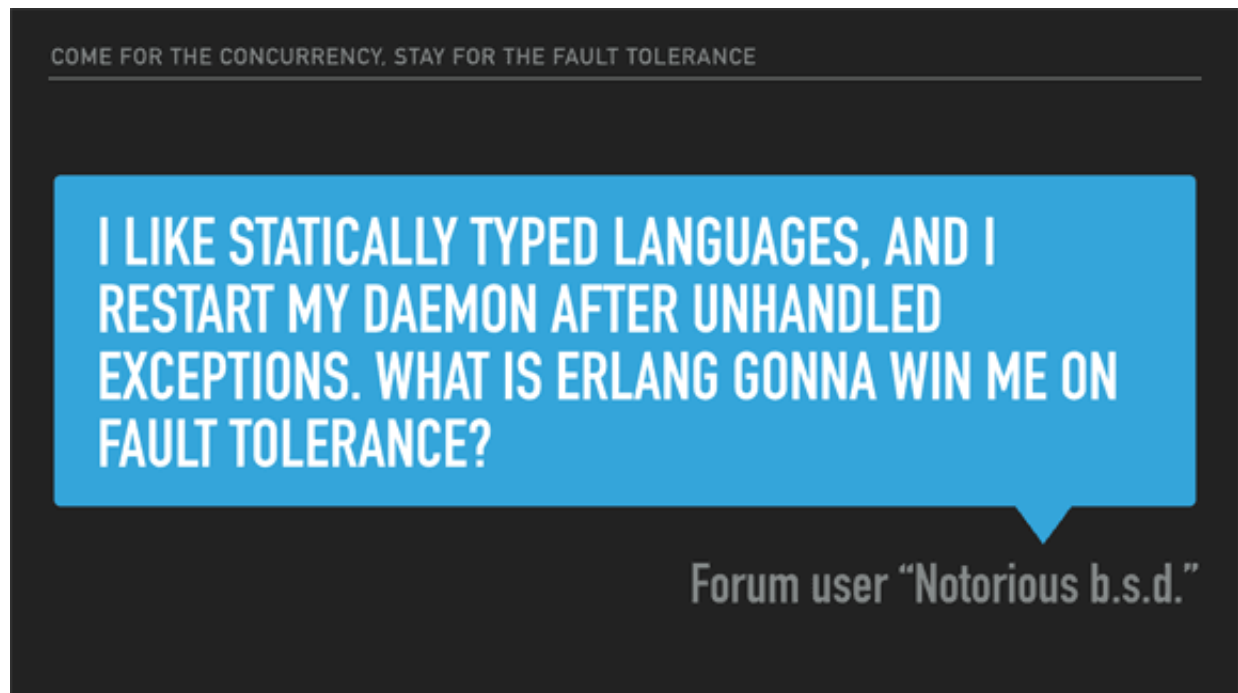 COME FOR THE CONCURRENCY, STAY FOR THE FAULT TOLERANCE
I LIKE STATICALLY TYPED LANGUAGES, AND I
RESTART MY DAEMON AFTER UNHANDLED
EXCEPTIONS. WHAT IS ERLANG GONNA WIN ME ON
FAULT TOLERANCE?
Forum user “Notorious b.s.d.”